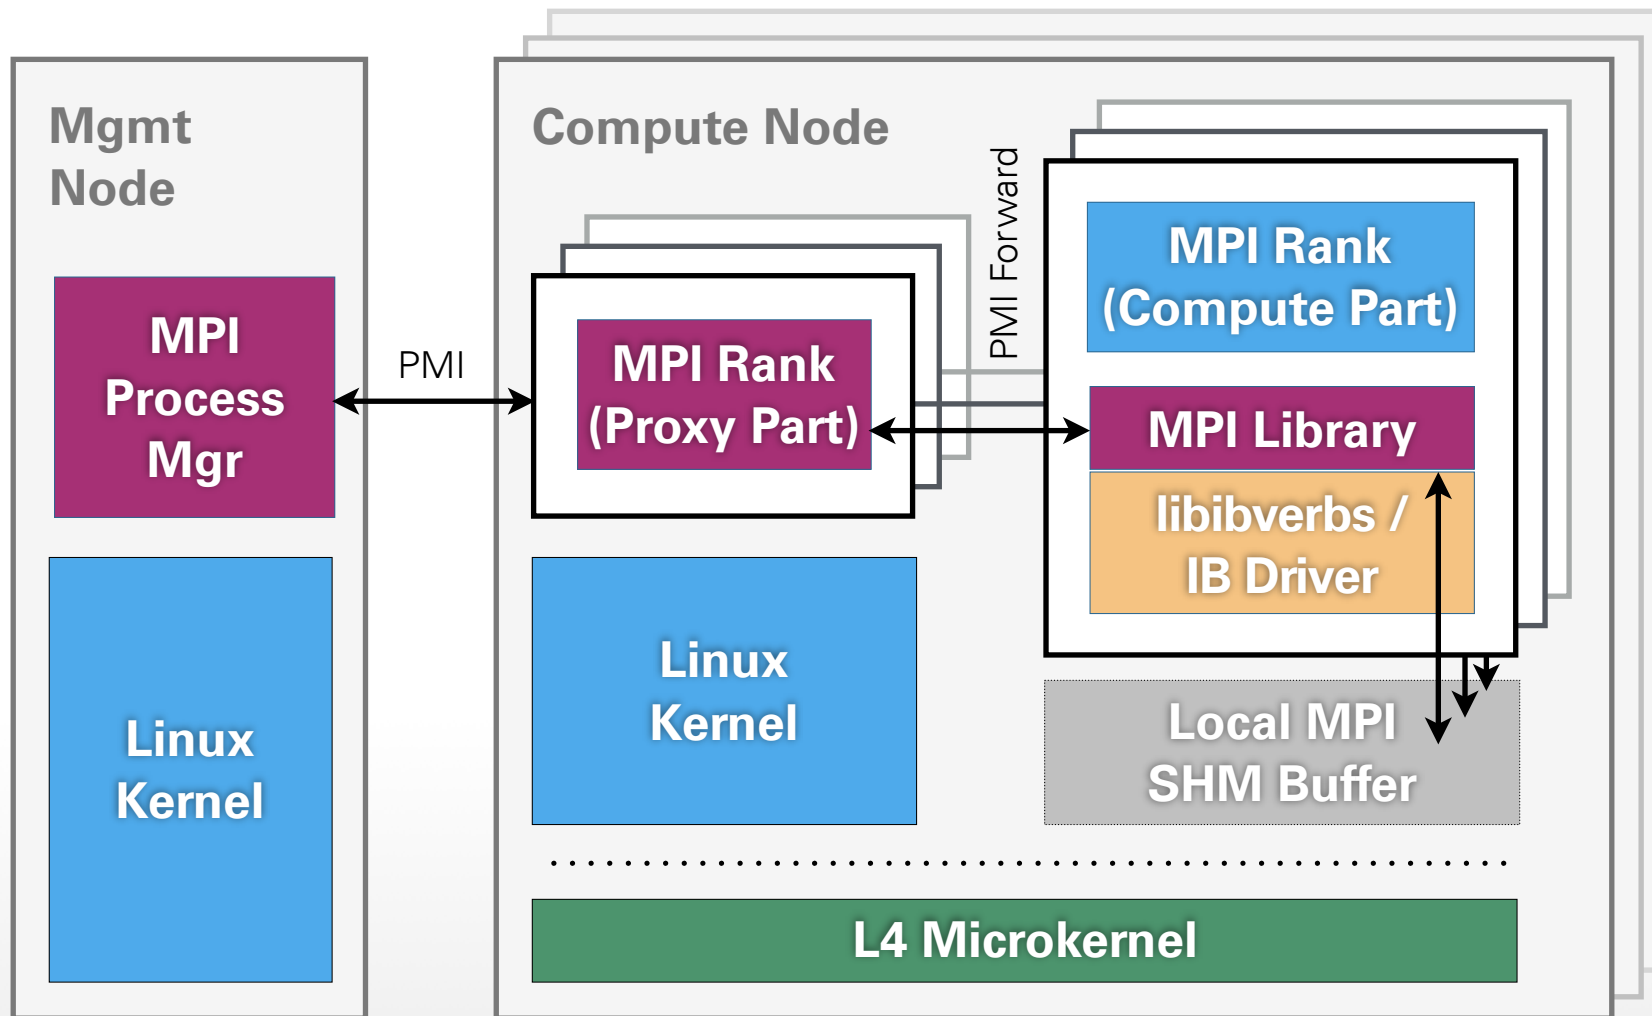 Mgmt
Node
MPI
Process
Mgr
Linux
Kernel
PMI
Compute Node
MPI Rank
(Proxy Part)
Linux
Kernel
PMI Forward
MPI Rank
(Compute Part)
MPI Library
libibverbs /
IB Driver
Local MPI
SHM Buffer
L4 Microkernel